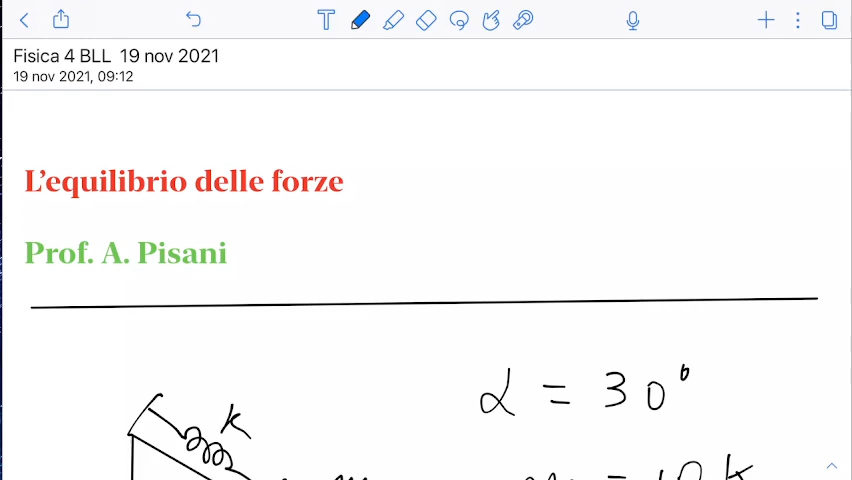 Fisica 4 BLL 19 nov 2021
19 nov 2021, 09:12
L'equilibrio delle forze
Prof. A. Pisani
α = 30°
K